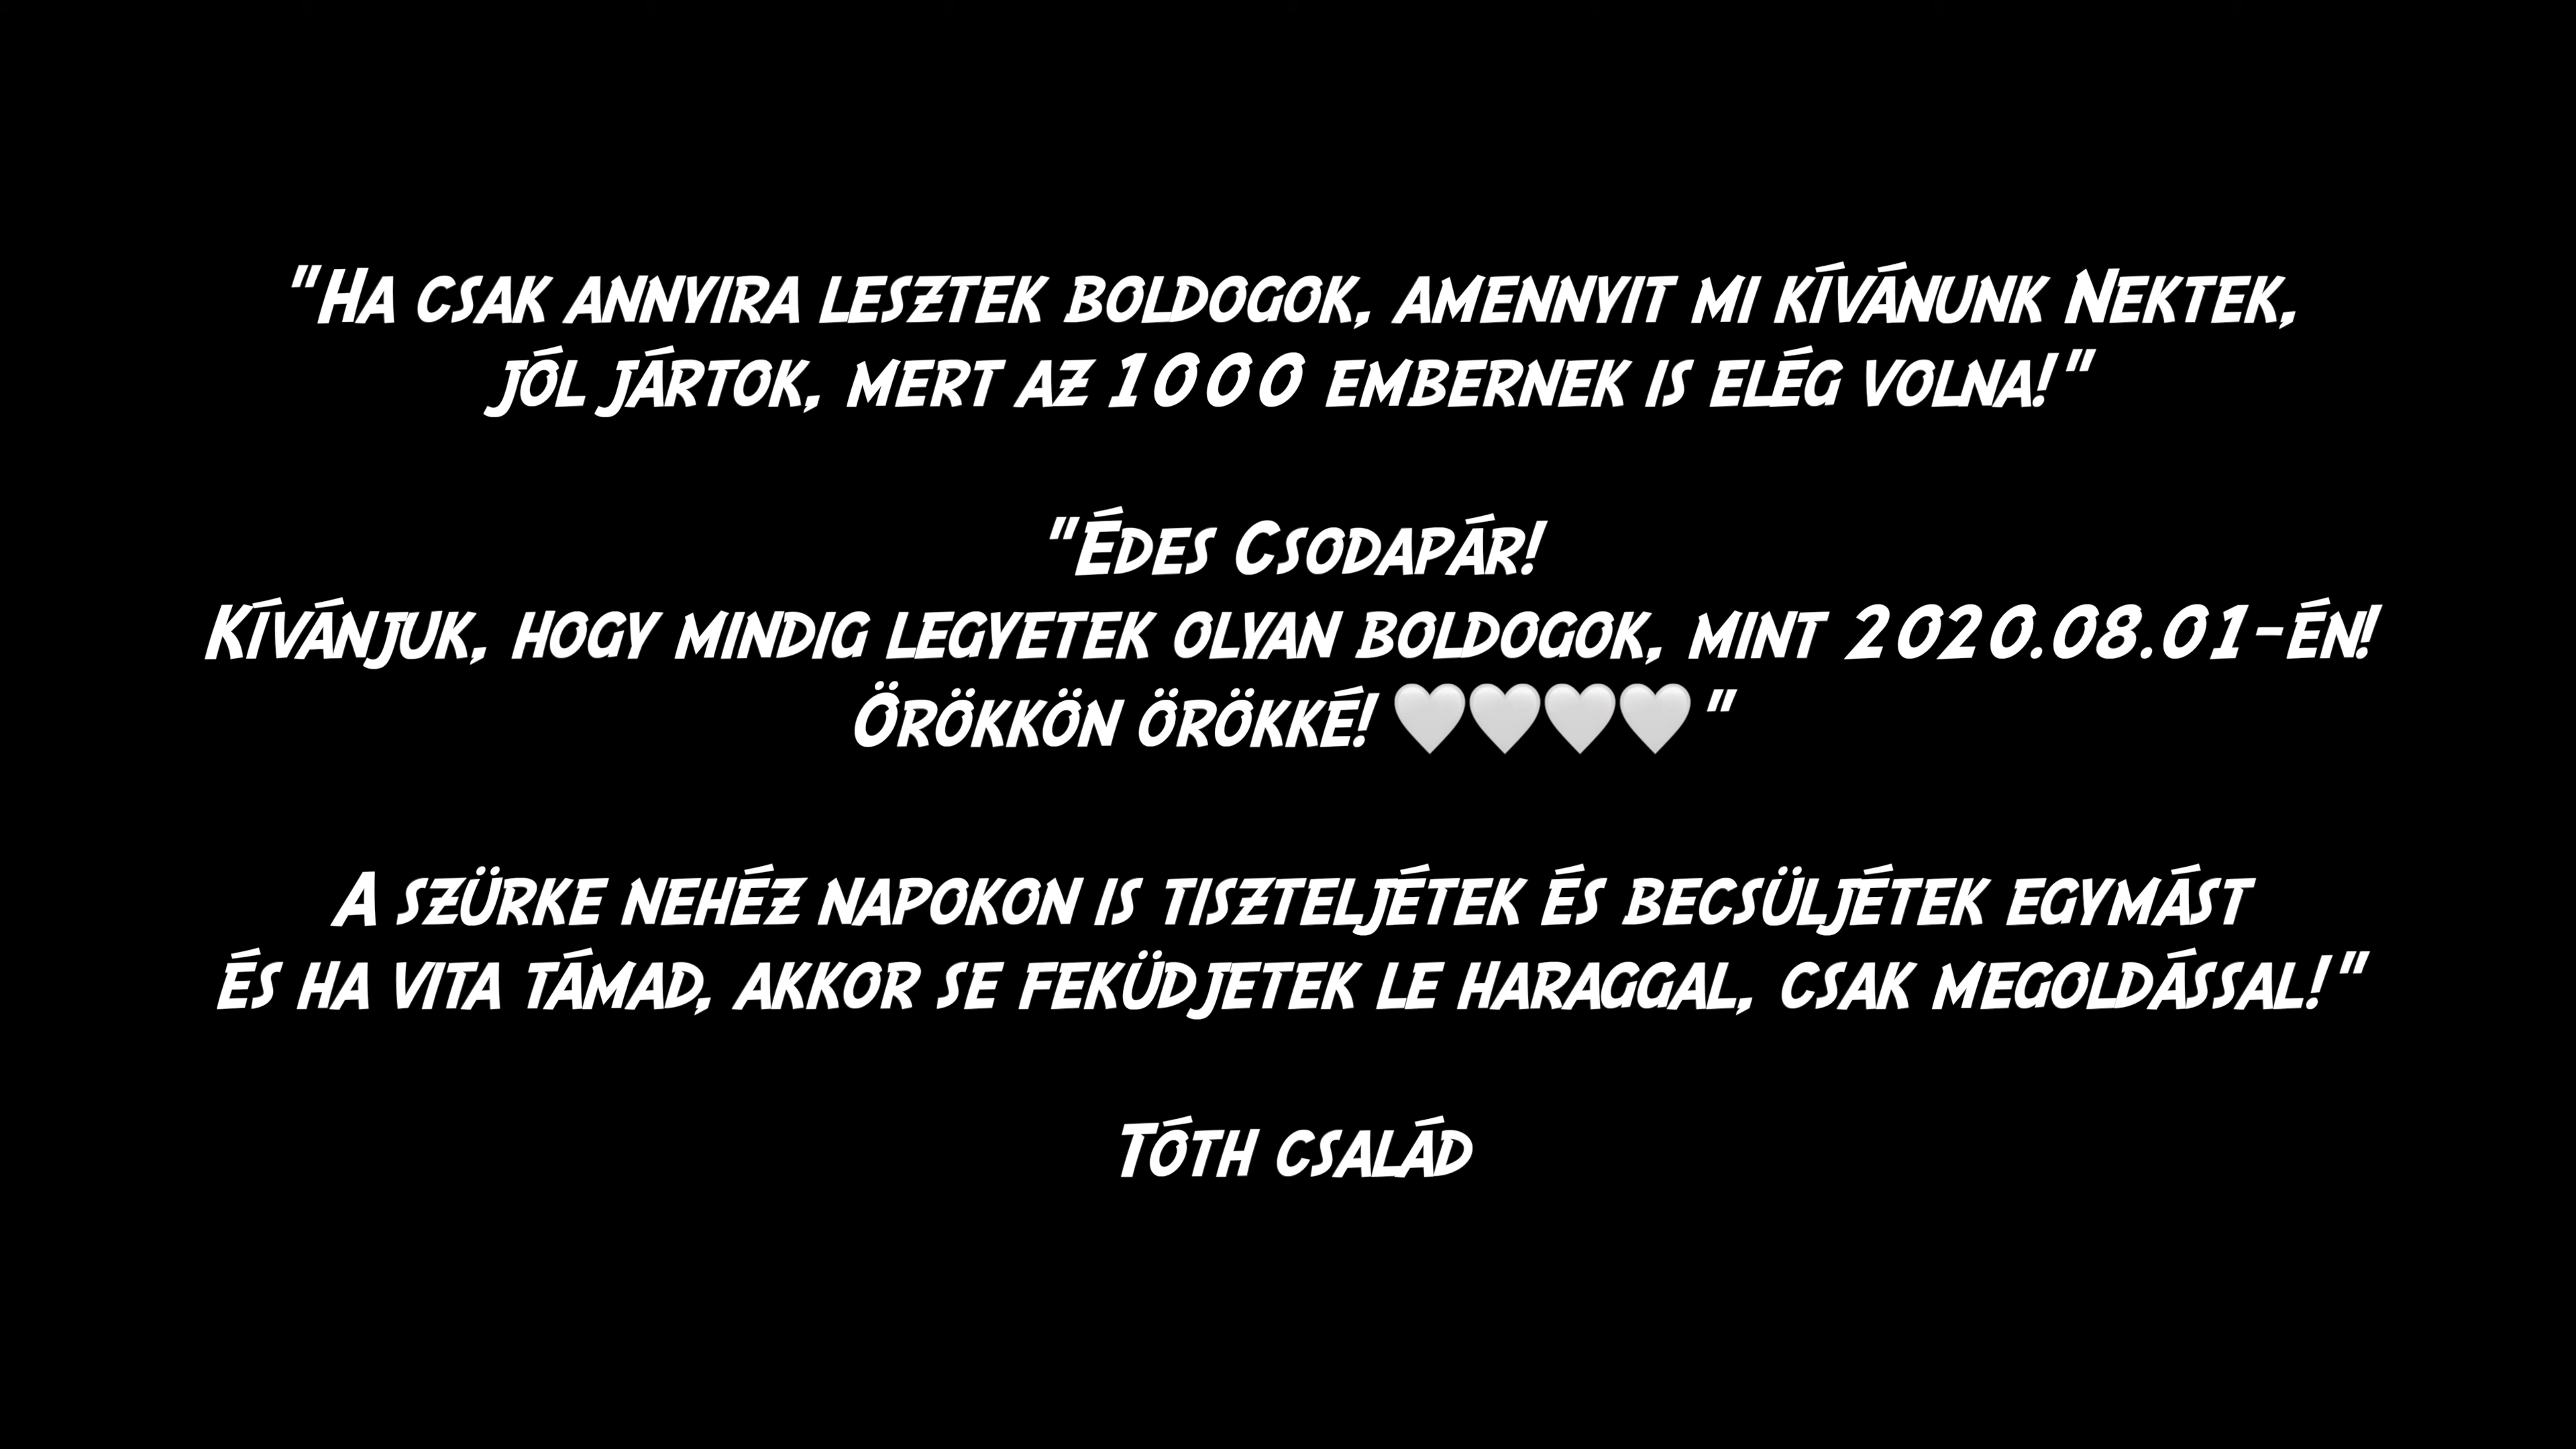 "Ha csak annyira lesztek boldogok, amennyit mi kívánunk Nektek,
jól jártok, mert az 1000 embernek is elég volna!"
"Édes Csodapár!
Kívánjuk, hogy mindig legyetek olyan boldogok, mint 2020.08.01-én!
Örökkön örökké! 🤍🤍🤍🤍"
A szürke nehéz napokon is tiszteljétek és becsüljétek egymást
és ha vita támad, akkor se feküdjetek le haraggal, csak megoldással!"
Tóth család